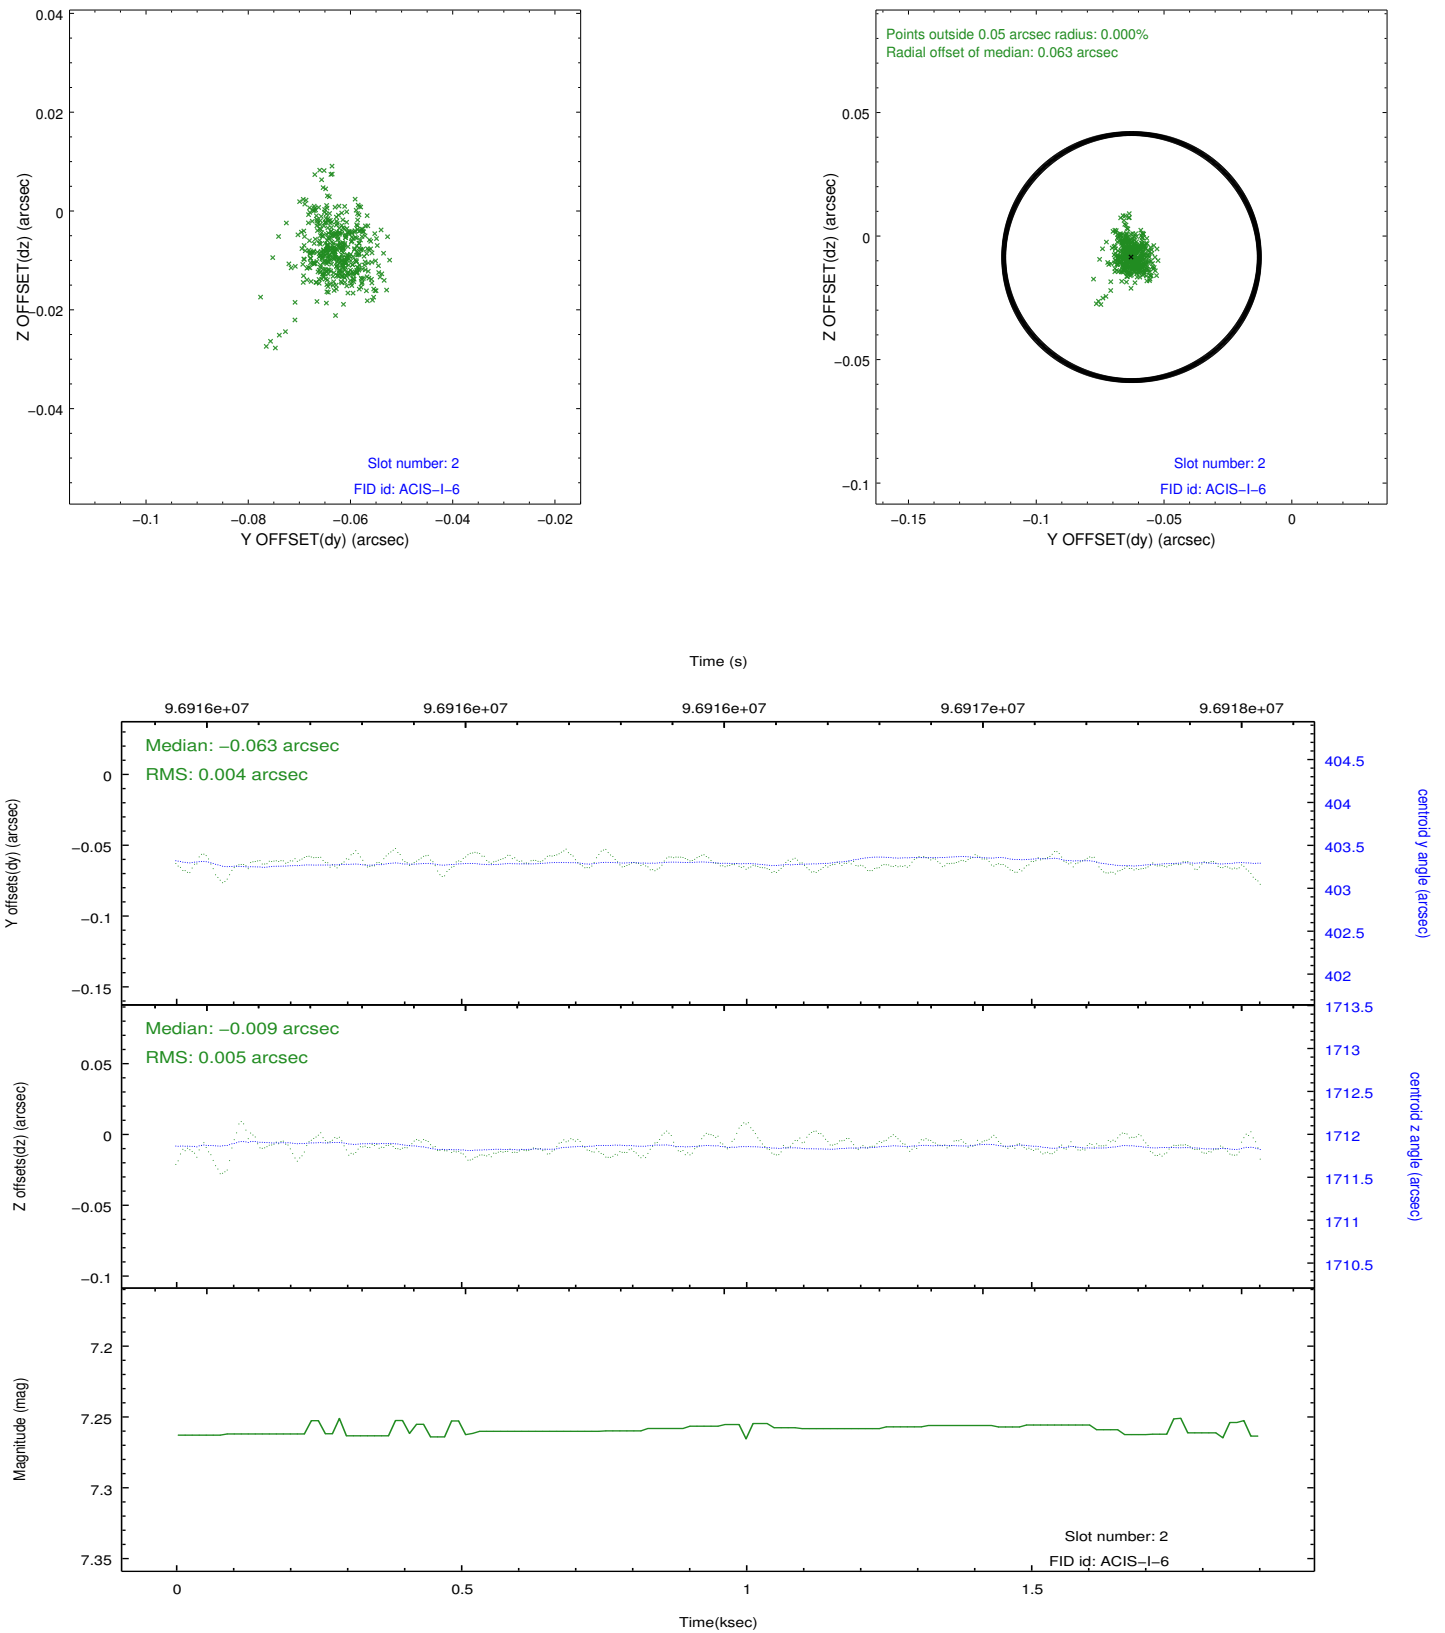 0.04
0.02
0
−0.02
−0.04
Z OFFSET(dz) (arcsec)
Slot number: 2
FID id: ACIS−I−6
−0.1
−0.08
−0.06
−0.04
−0.02
Y OFFSET(dy) (arcsec)
Points outside 0.05 arcsec radius: 0.000%
Radial offset of median: 0.063 arcsec
0.05
0
−0.05
−0.1
Z OFFSET(dz) (arcsec)
Slot number: 2
FID id: ACIS−I−6
−0.15
−0.1
−0.05
0
Y OFFSET(dy) (arcsec)
Time (s)
9.6916e+07
9.6916e+07
9.6916e+07
9.6917e+07
9.6918e+07
Median: −0.063 arcsec
RMS: 0.004 arcsec
0
−0.05
−0.1
−0.15
Y offsets(dy) (arcsec)
404.5
404
403.5
403
402.5
402
centroid y angle (arcsec)
Median: −0.009 arcsec
RMS: 0.005 arcsec
0.05
0
−0.05
−0.1
Z offsets(dz) (arcsec)
1713.5
1713
1712.5
1712
1711.5
1711
1710.5
centroid z angle (arcsec)
7.2
7.25
7.3
7.35
Magnitude (mag)
Slot number: 2
FID id: ACIS−I−6
0
0.5
1
1.5
Time(ksec)